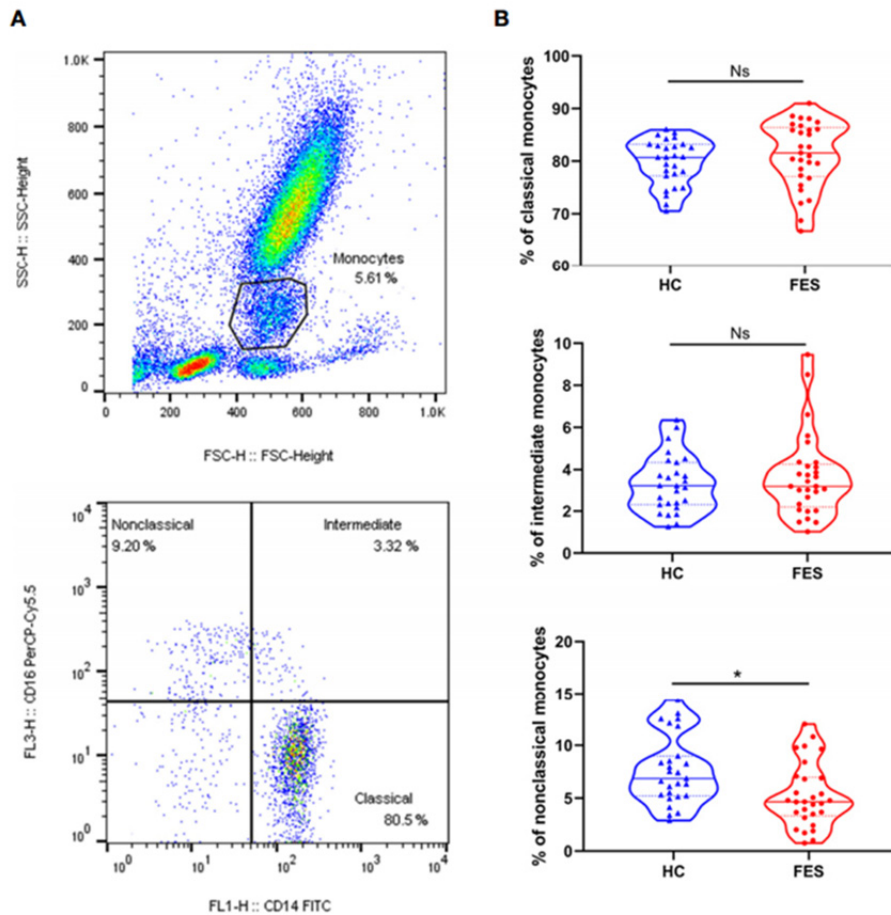 A
SSC-H :: SSC-Height
1.0K
800
600
400
200
0
Monocytes
5.61 %
0 200 400 600 800 1.0K
FSC-H :: FSC-Height
FL3-H :: CD16 PerCP-Cy5.5
10^4
10^3
10^2
10^1
10^0
Nonclassical
9.20 %
Intermediate
3.32 %
Classical
80.5 %
10^0 10^1 10^2 10^3 10^4
FL1-H :: CD14 FITC
B
% of classical monocytes
100
90
80
70
60
Ns
HC FES
% of intermediate monocytes
10
8
6
4
2
0
Ns
HC FES
% of nonclassical monocytes
20
15
10
5
0
*
HC FES